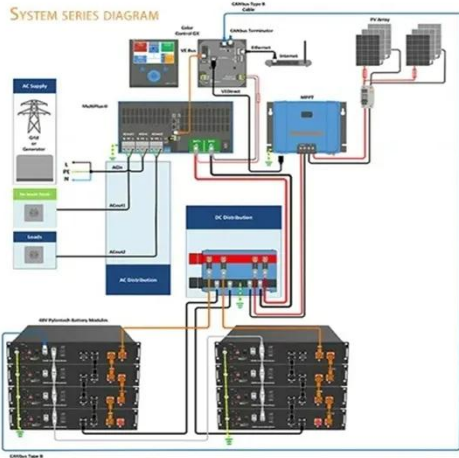 SYSTEM SERIES DIAGRAM
CANbus Type B
Cable
Color
Control GX
CANbus Terminator
PV Array
VE Bus
Ethernet
Internet
AC Supply
VEDirect
MPPT
MultiPlus-II
Grid
or
Generator
L
PE
N
ACin
ACout1
Loads
DC Distribution
ACout2
AC Distribution
48V Pylontech Battery Modules
CANbus Type B